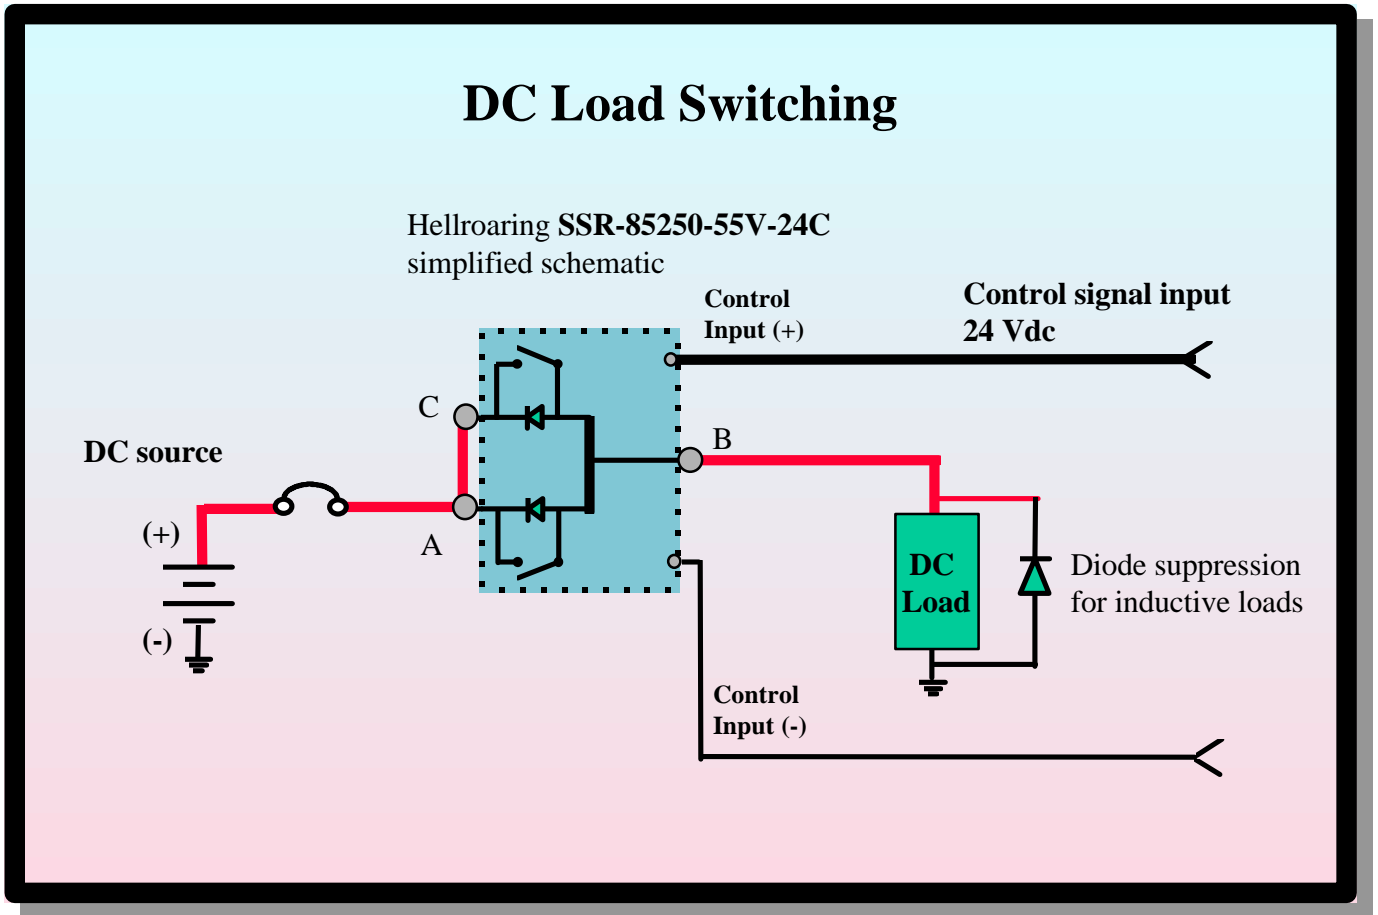 DC Load Switching
Hellroaring SSR-85250-55V-24C
simplified schematic
Control
Input (+)
Control signal input
24 Vdc
C
B
DC source
(+)
A
(-)
DC
Load
Diode suppression
for inductive loads
Control
Input (-)